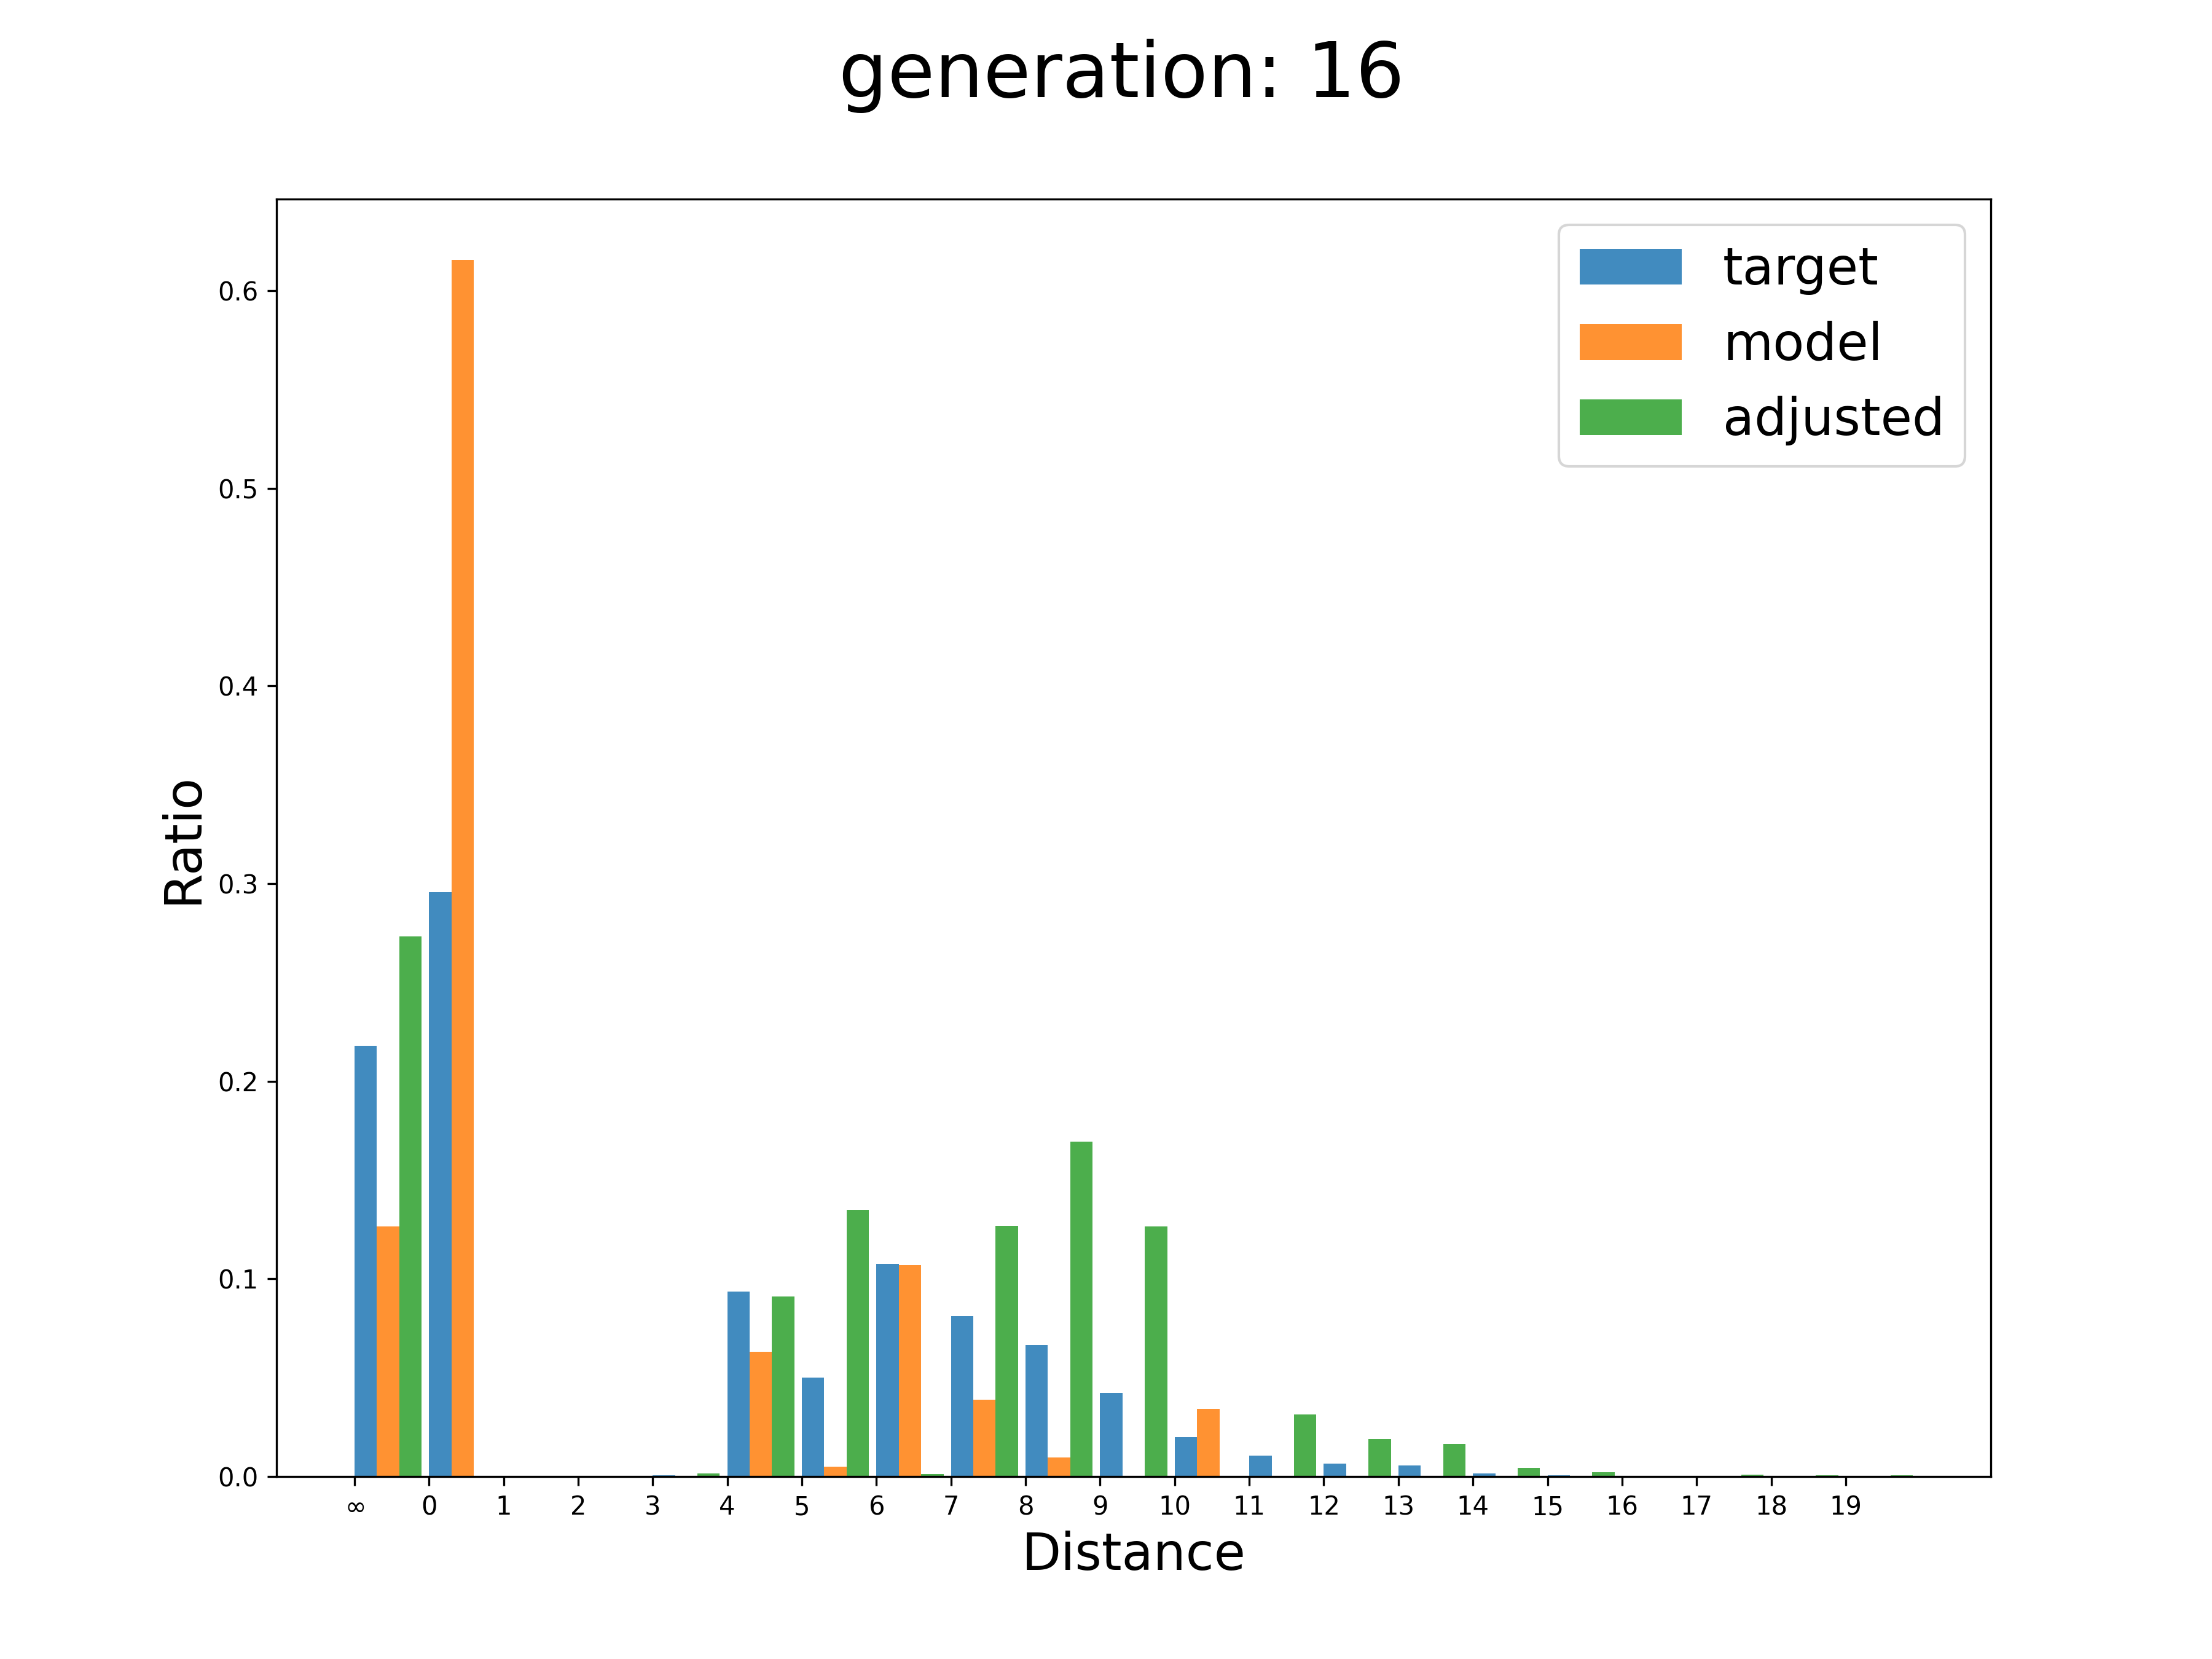 generation: 16
target
model
adjusted
Ratio
0.6
0.5
0.4
0.3
0.2
0.1
0.0
∞ 0 1 2 3 4 5 6 7 8 9 10 11 12 13 14 15 16 17 18 19
Distance